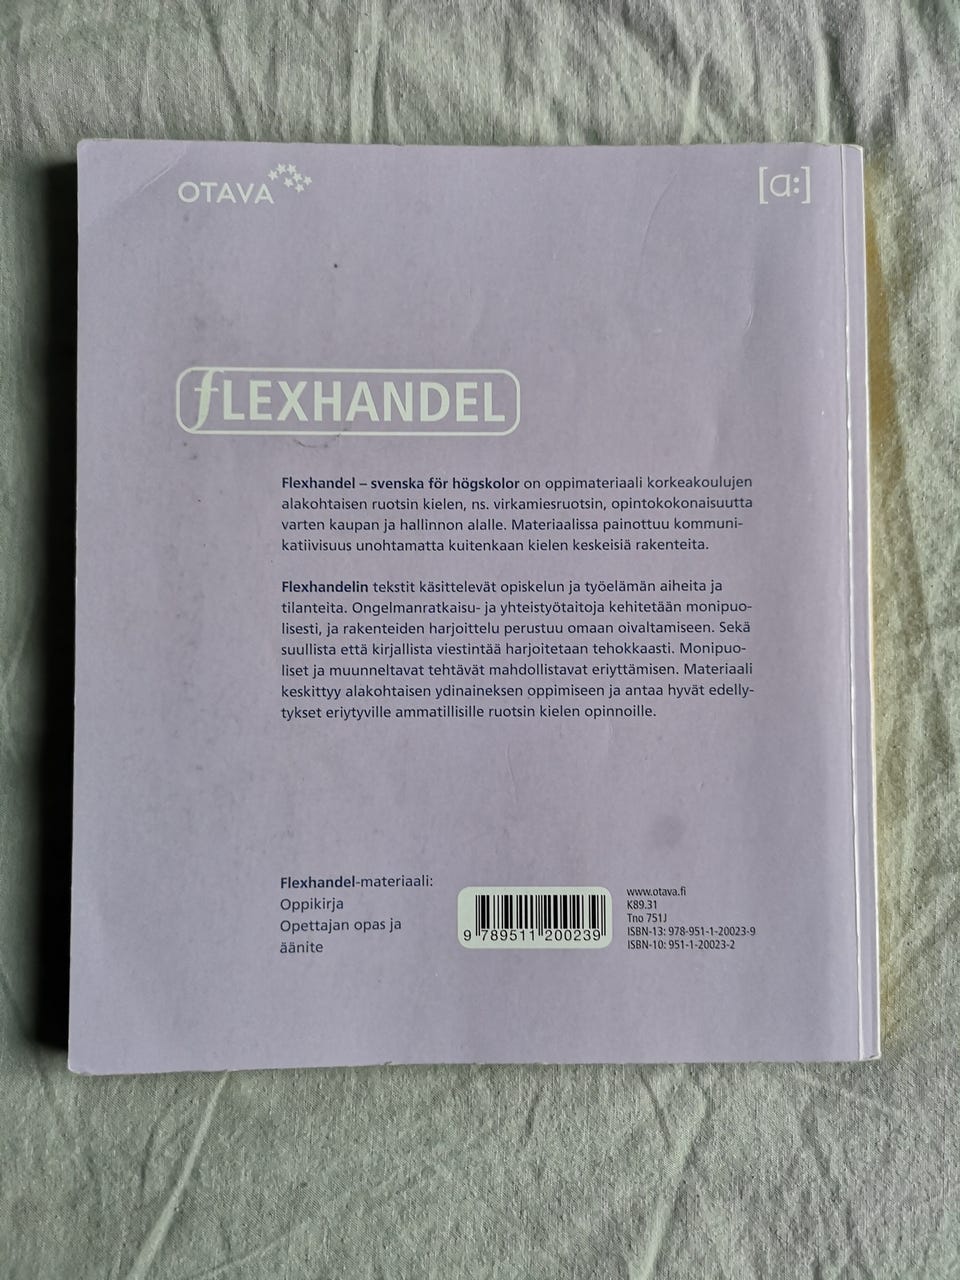 OTAVA
[a:]
fLEXHANDEL
Flexhandel – svenska för högskolor on oppimateriaali korkeakoulujen
alakohtaisen ruotsin kielen, ns. virkamiesruotsin, opintokokonaisuutta
varten kaupan ja hallinnon alalle. Materiaalissa painottuu kommuni-
katiivisuus unohtamatta kuitenkaan kielen keskeisiä rakenteita.
Flexhandelin tekstit käsittelevät opiskelun ja työelämän aiheita ja
tilanteita. Ongelmanratkaisu- ja yhteistyötaitoja kehitetään monipuo-
lisesti, ja rakenteiden harjoittelu perustuu omaan oivaltamiseen. Sekä
suullista että kirjallista viestintää harjoitetaan tehokkaasti. Monipuo-
liset ja muunneltavat tehtävät mahdollistavat eriyttämisen. Materiaali
keskittyy alakohtaisen ydinaineksen oppimiseen ja antaa hyvät edelly-
tykset eriytyville ammatillisille ruotsin kielen opinnoille.
Flexhandel-materiaali:
Oppikirja
Opettajan opas ja
äänite
9 789511 200239
www.otava.fi
K89.31
Tno 751J
ISBN-13: 978-951-1-20023-9
ISBN-10: 951-1-20023-2